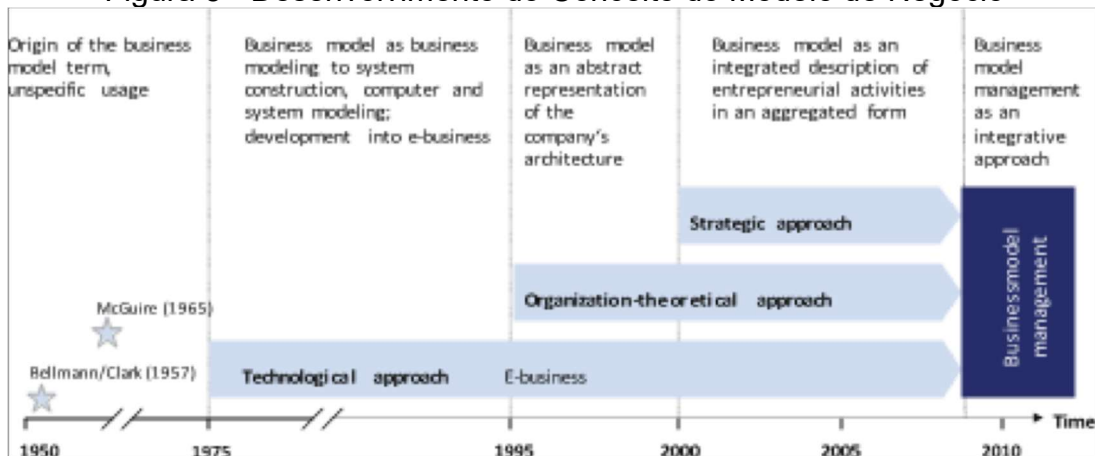 Origin of the business
model term,
unspecific usage
Business model as business
modeling to system
construction, computer and
system modeling;
development into e-business
Business model
as an abstract
representation
of the
company's
architecture
Business model as an
integrated description of
entrepreneurial activities
in an aggregated form
Business
model
management
as an
integrative
approach
Strategic approach
Organization-theoretical approach
McGuire (1965)
Bellmann/Clark (1957)
Technological approach E-business
Businessmodel
management
Time
1950 1975 1995 2000 2005 2010